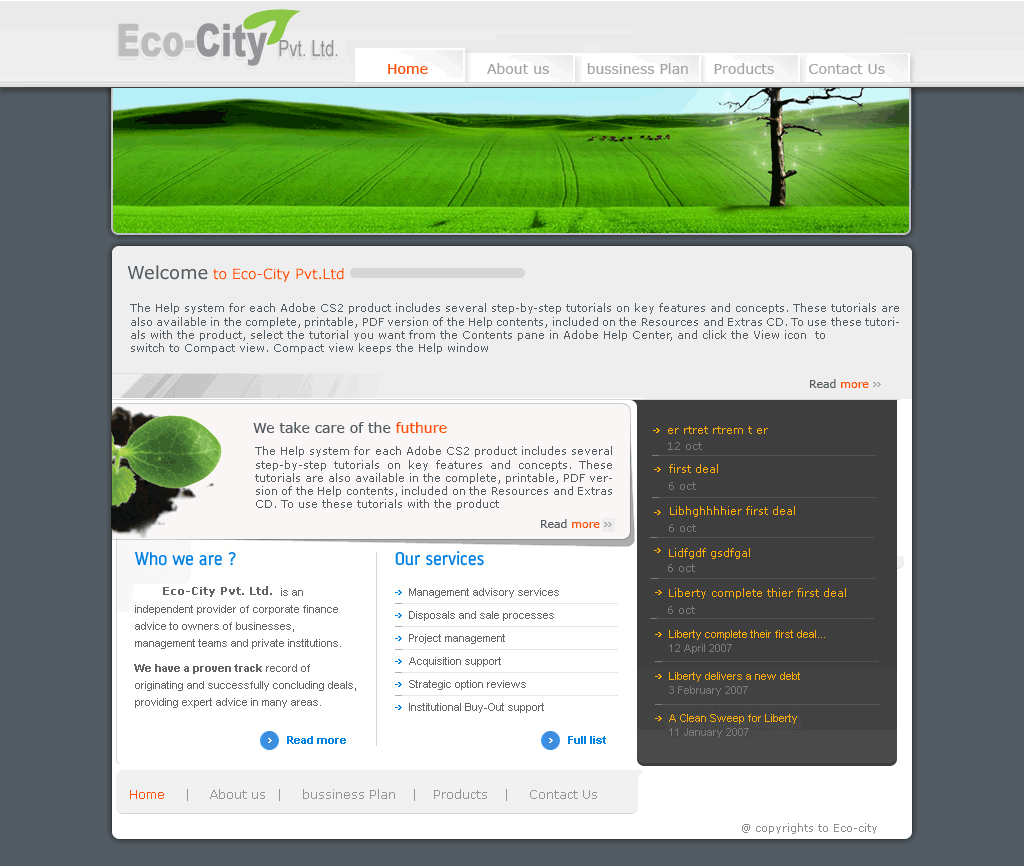 Eco-City Pvt. Ltd.
Home About us bussiness Plan Products Contact Us
Welcome to Eco-City Pvt.Ltd
The Help system for each Adobe CS2 product includes several step-by-step tutorials on key features and concepts. These tutorials are
also available in the complete, printable, PDF version of the Help contents, included on the Resources and Extras CD. To use these tutori-
als with the product, select the tutorial you want from the Contents pane in Adobe Help Center, and click the View icon to
switch to Compact view. Compact view keeps the Help window
Read more >>
We take care of the futhure
The Help System for each Adobe CS2 product includes several
step-by-step tutorials on key features and concepts. These
tutorials are also available in the complete, printable, PDF ver-
sion of the Help contents, included on the Resources and Extras
CD. To use these tutorials with the product
Read more >>
er rtret rtrem t er
12 oct
first deal
6 oct
Libhghhhhier first deal
6 oct
Lidfgdf gsdfgal
6 oct
Liberty complete thier first deal
6 oct
Liberty complete their first deal...
12 April 2007
Liberty delivers a new debt
3 February 2007
A Clean Sweep for Liberty
11 January 2007
Who we are ?
Eco-City Pvt. Ltd. is an
independent provider of corporate finance
advice to owners of businesses,
management teams and private institutions.
We have a proven track record of
originating and successfully concluding deals,
providing expert advice in many areas.
Read more
Our services
Management advisory services
Disposals and sale processes
Project management
Acquisition support
Strategic option reviews
Institutional Buy-Out support
Full list
Home | About us | bussiness Plan | Products | Contact Us
@ copyrights to Eco-city